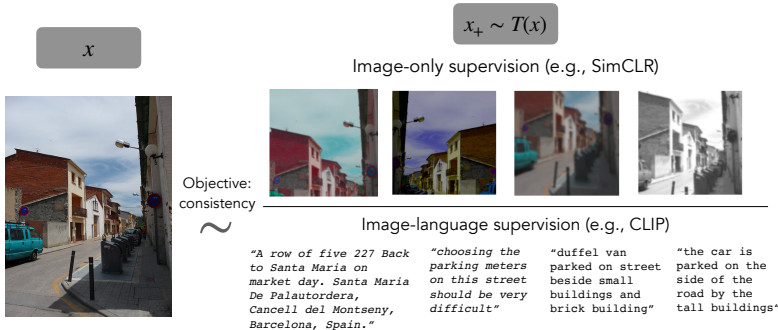 x
x₊ ∼ T(x)
Image-only supervision (e.g., SimCLR)
Objective:
consistency
∼
Image-language supervision (e.g., CLIP)
“A row of five 227 Back
to Santa Maria on
market day. Santa Maria
De Palautordera,
Cancell del Montseny,
Barcelona, Spain.”
“choosing the
parking meters
on this street
should be very
difficult”
“duffel van
parked on street
beside small
buildings and
brick building”
“the car is
parked on the
side of the
road by the
tall buildings“